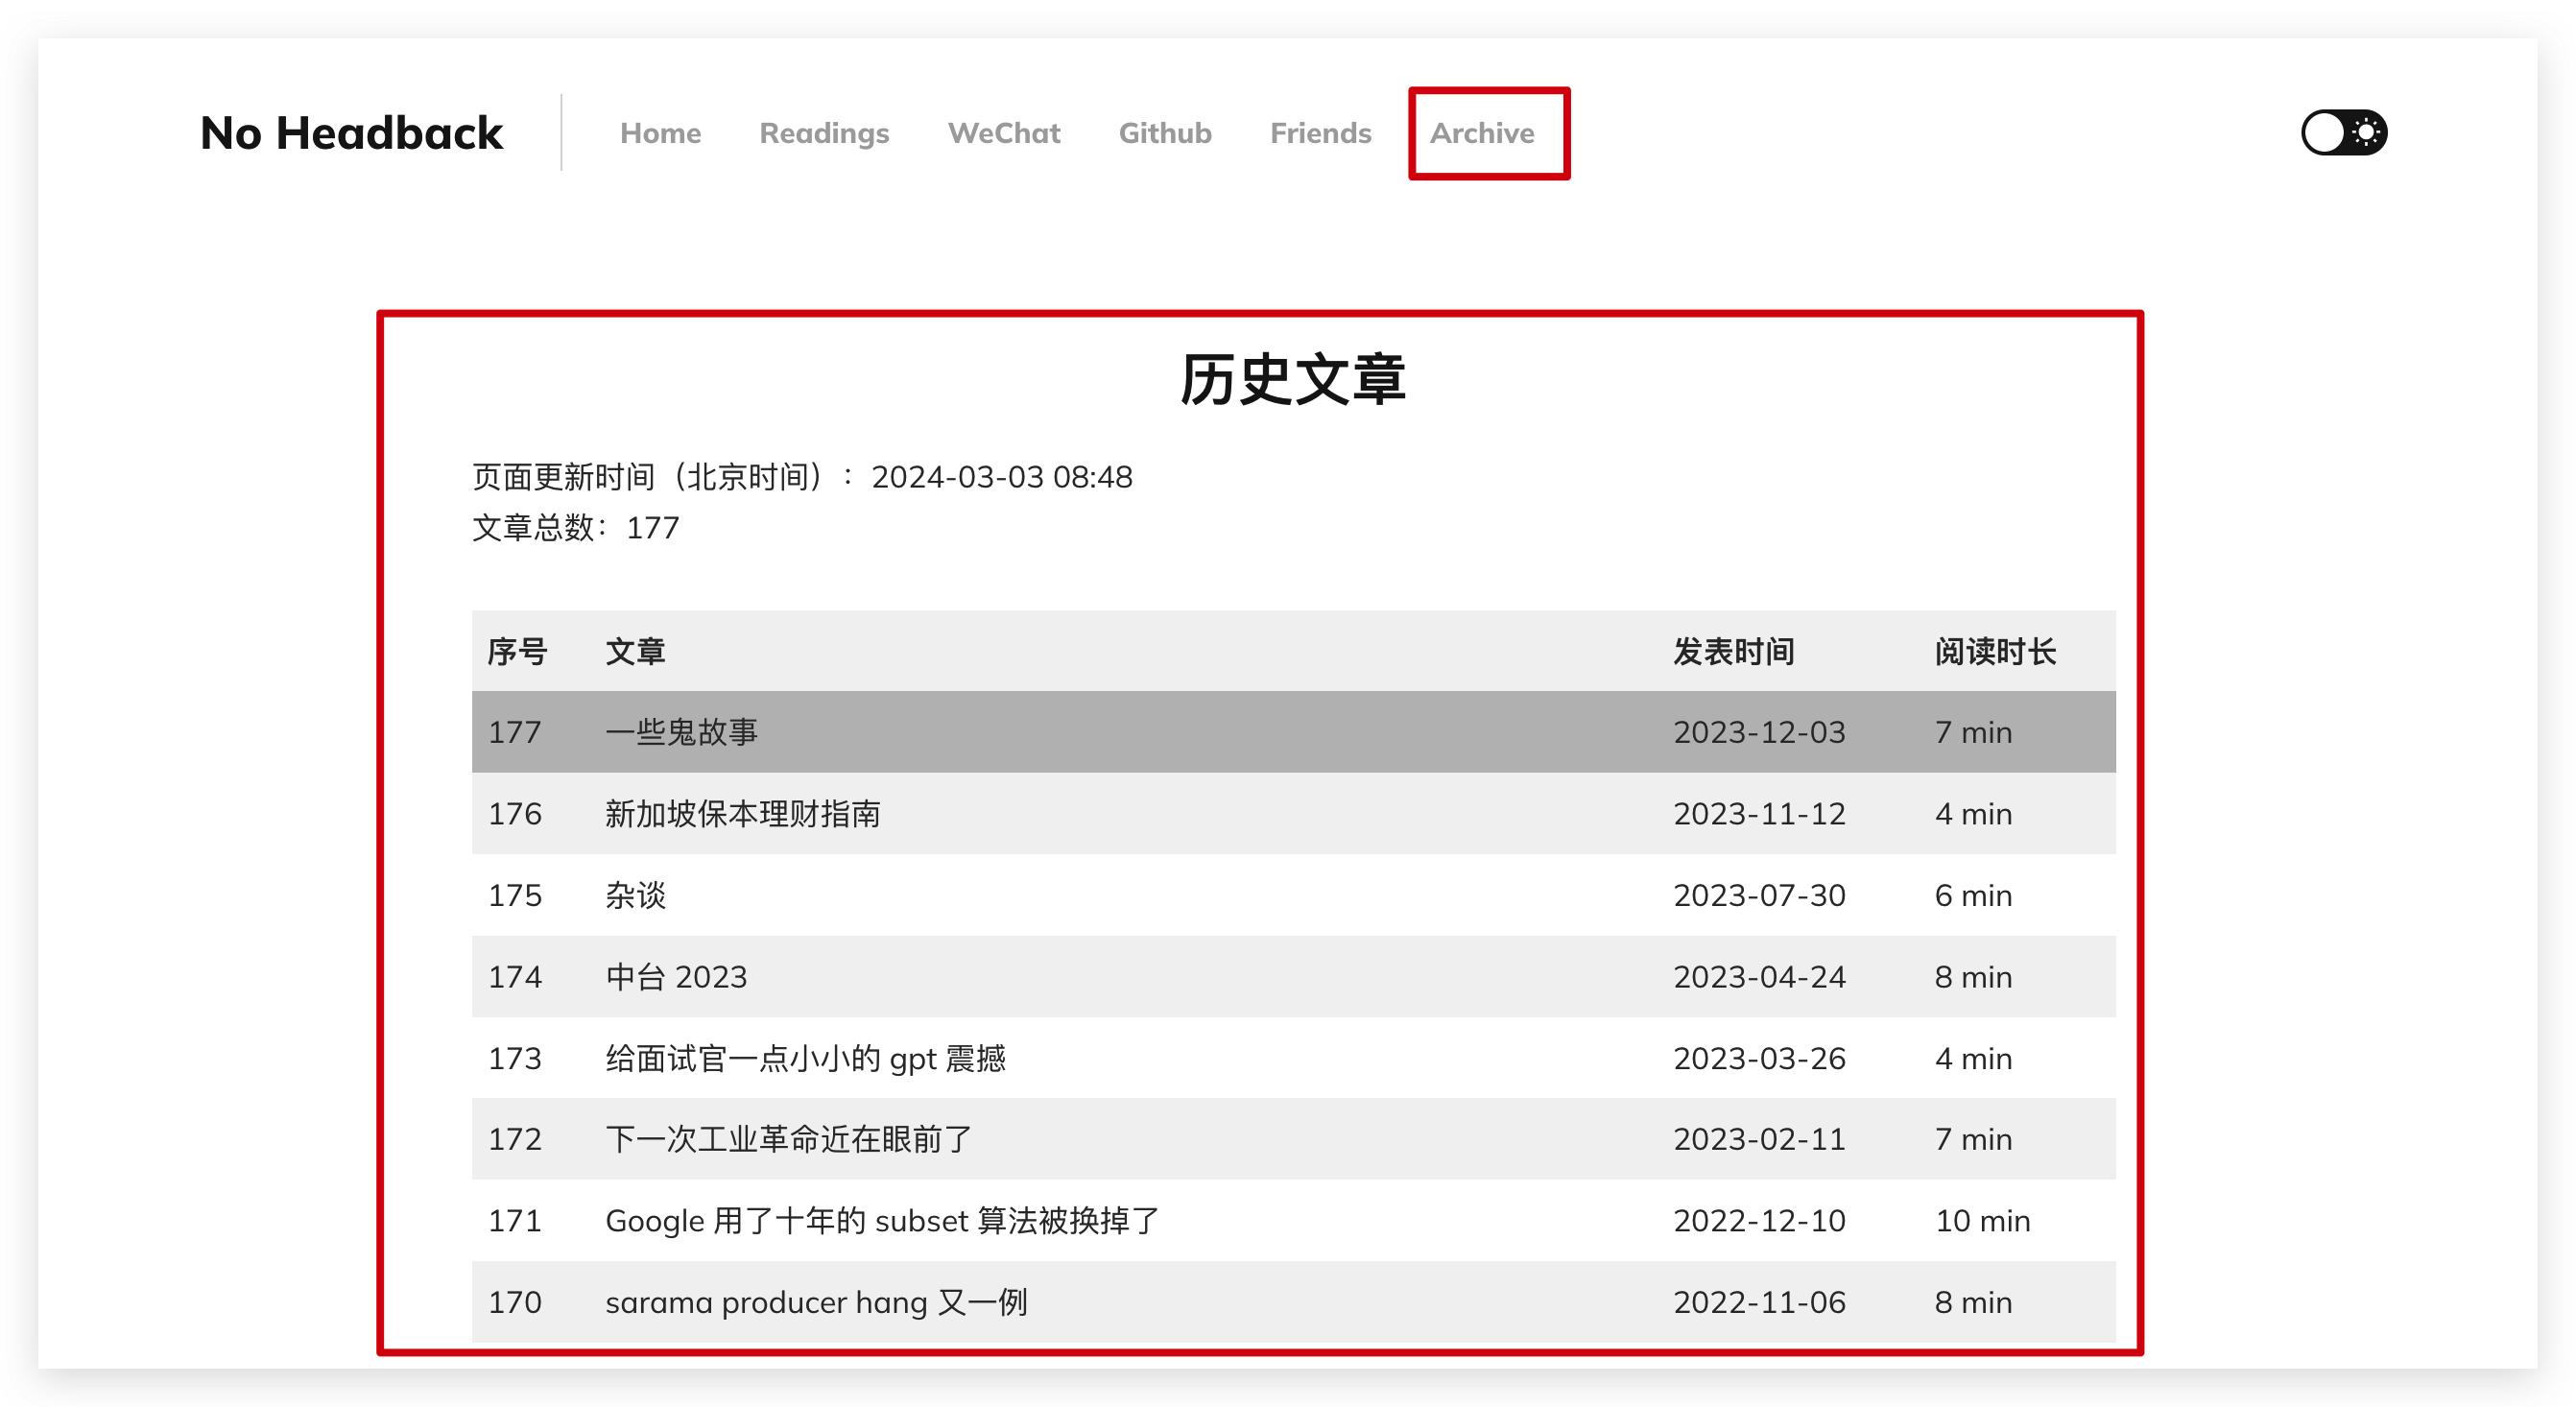 No Headback Home Readings WeChat Github Friends Archive
历史文章
页面更新时间（北京时间）：2024-03-03 08:48
文章总数：177
序号 文章 发表时间 阅读时长
177 一些鬼故事 2023-12-03 7 min
176 新加坡保本理财指南 2023-11-12 4 min
175 杂谈 2023-07-30 6 min
174 中台 2023 2023-04-24 8 min
173 给面试官一点小小的 gpt 震撼 2023-03-26 4 min
172 下一次工业革命近在眼前了 2023-02-11 7 min
171 Google 用了十年的 subset 算法被换掉了 2022-12-10 10 min
170 sarama producer hang 又一例 2022-11-06 8 min